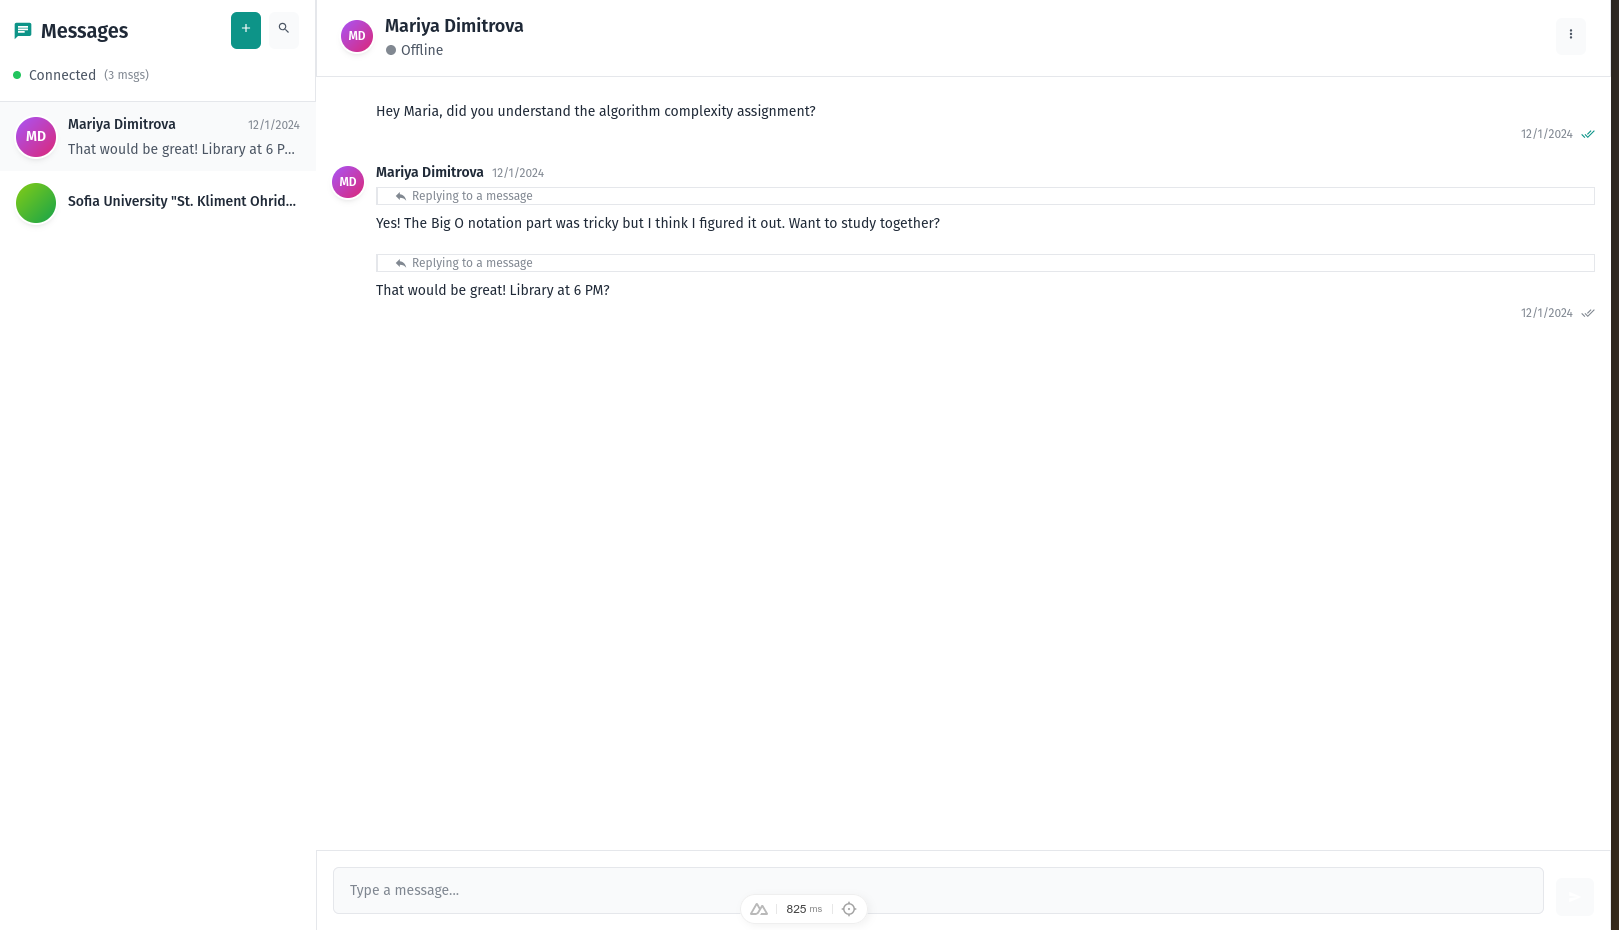 Messages
+
Connected (3 msgs)
MD
Mariya Dimitrova 12/1/2024
That would be great! Library at 6 P...
Sofia University "St. Kliment Ohrid...
MD
Mariya Dimitrova
Offline
Hey Maria, did you understand the algorithm complexity assignment?
12/1/2024
MD
Mariya Dimitrova 12/1/2024
Replying to a message
Yes! The Big O notation part was tricky but I think I figured it out. Want to study together?
Replying to a message
That would be great! Library at 6 PM?
12/1/2024
Type a message...
825 ms